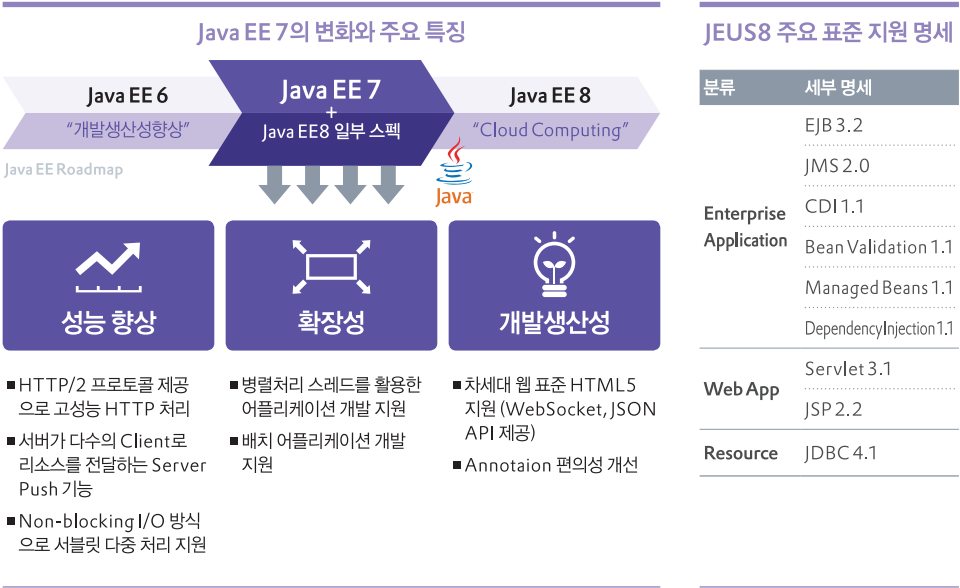 Java EE 7의 변화와 주요 특징
Java EE 6
"개발생산성향상"
Java EE 7
+
Java EE8 일부 스펙
Java EE 8
"Cloud Computing"
Java EE Roadmap
Java
성능 향상
■ HTTP/2 프로토콜 제공
으로 고성능 HTTP 처리
■ 서버가 다수의 Client로
리소스를 전달하는 Server
Push 기능
■ Non-blocking I/O 방식
으로 서블릿 다중 처리 지원
확장성
■ 병렬처리 스레드를 활용한
어플리케이션 개발 지원
■ 배치 어플리케이션 개발
지원
개발생산성
■ 차세대 웹 표준 HTML5
지원 (WebSocket, JSON
API 제공)
■ Annotaion 편의성 개선
JEUS8 주요 표준 지원 명세
분류 세부 명세
Enterprise
Application
EJB 3.2
JMS 2.0
CDI 1.1
Bean Validation 1.1
Managed Beans 1.1
Dependency Injection 1.1
Web App
Servlet 3.1
JSP 2.2
Resource JDBC 4.1